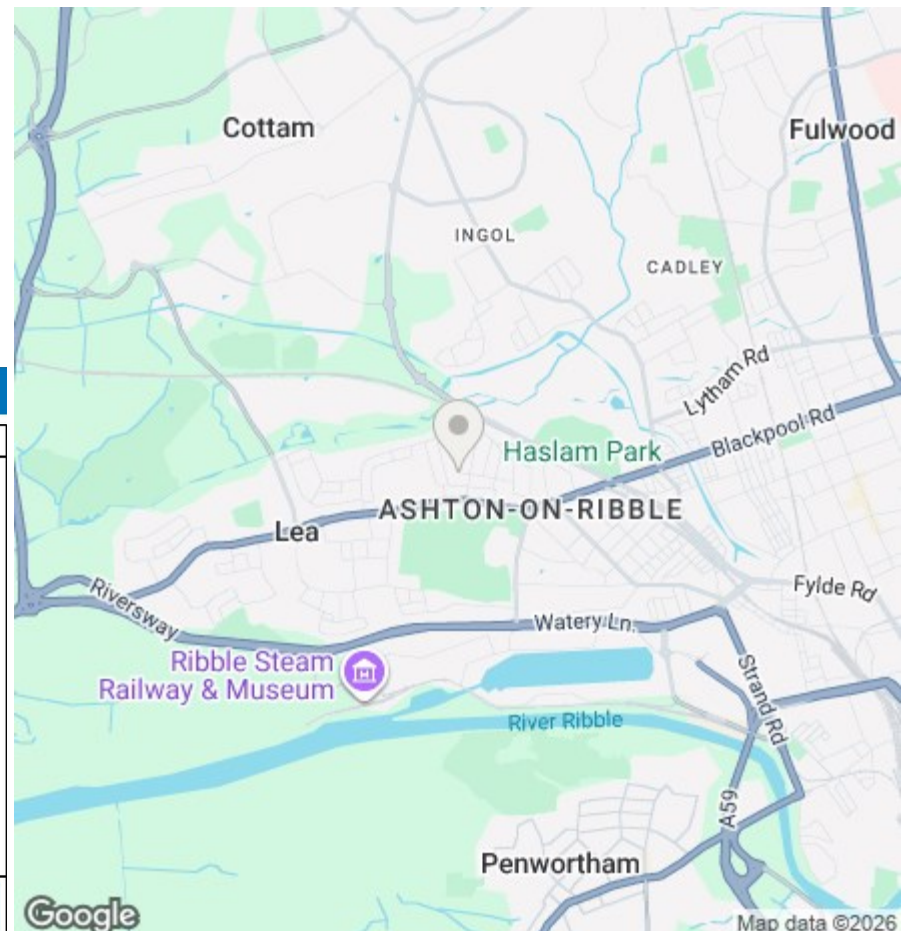 Cottam
Fulwood
INGOL
CADLEY
Lytham Rd
Blackpool Rd
Haslam Park
ASHTON-ON-RIBBLE
Lea
Fylde Rd
Riversway
Watery Ln.
Ribble Steam
Railway & Museum
Strand Rd
River Ribble
A59
Penwortham
Google
Map data ©2026